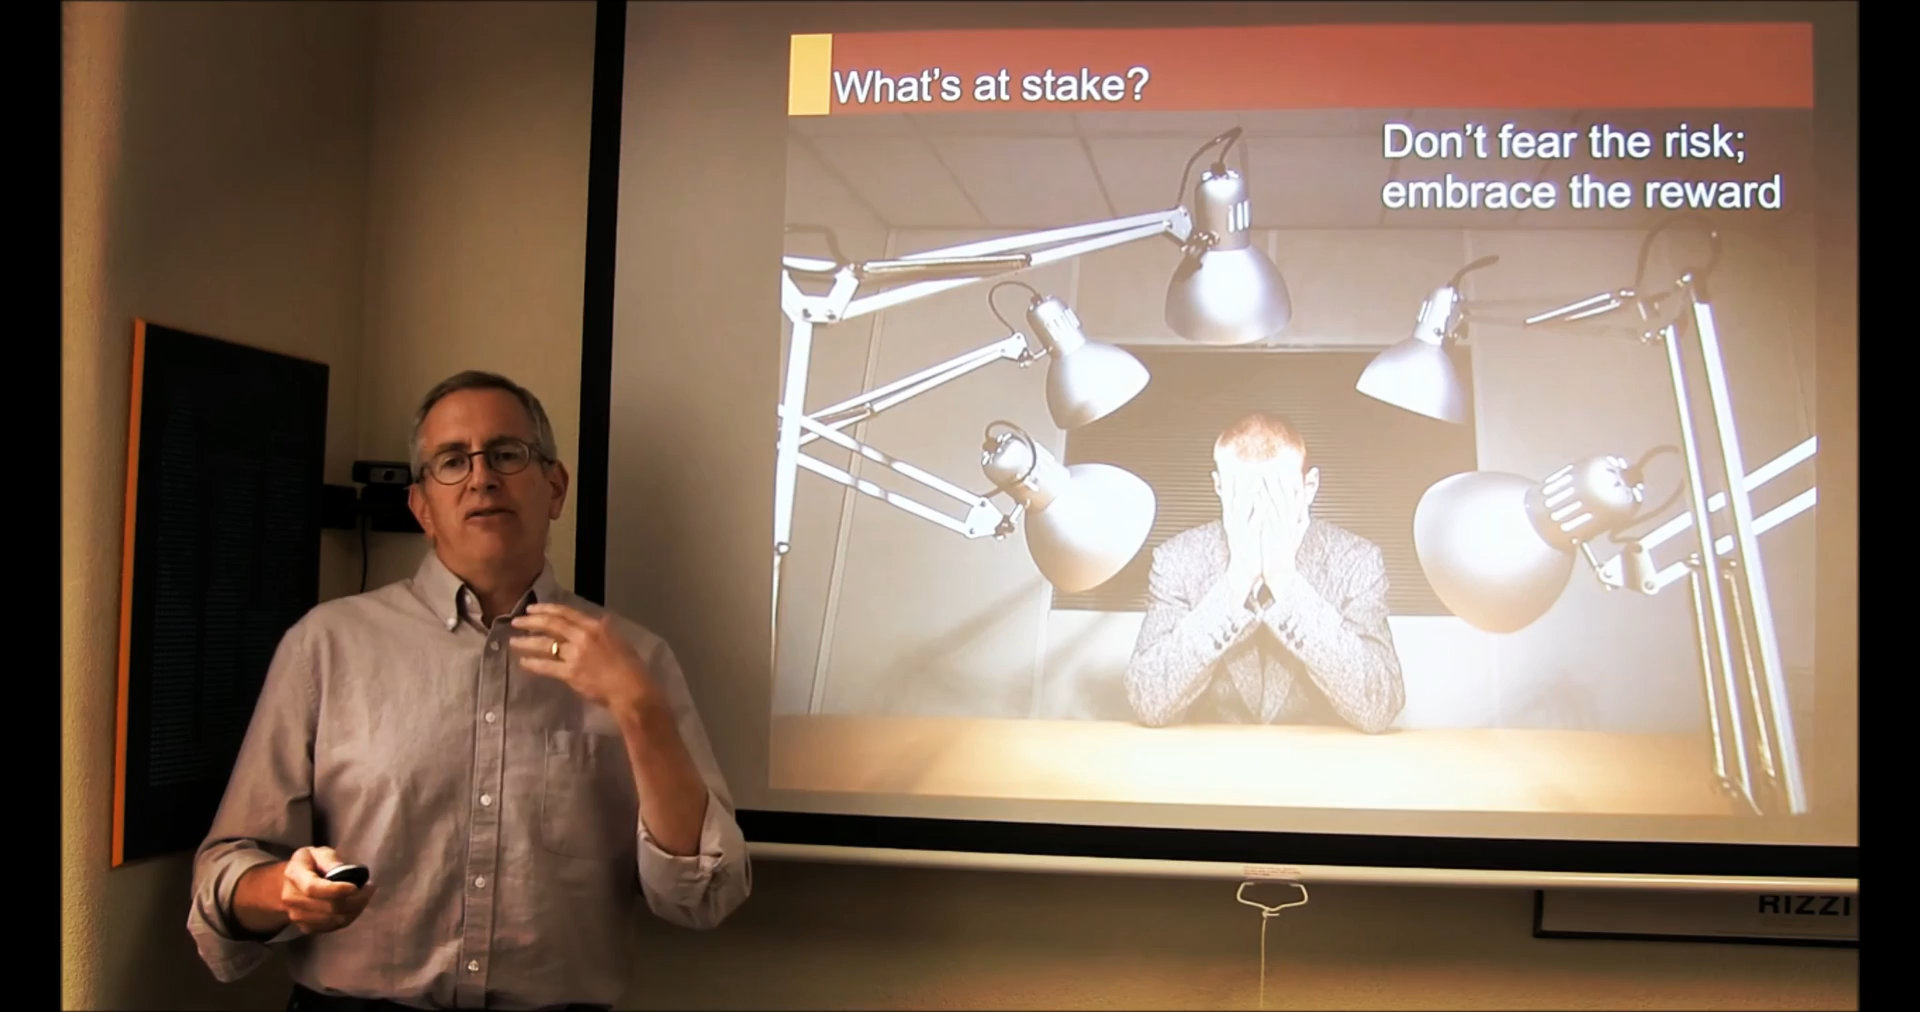 What's at stake?
Don't fear the risk;
embrace the reward
RIZZI